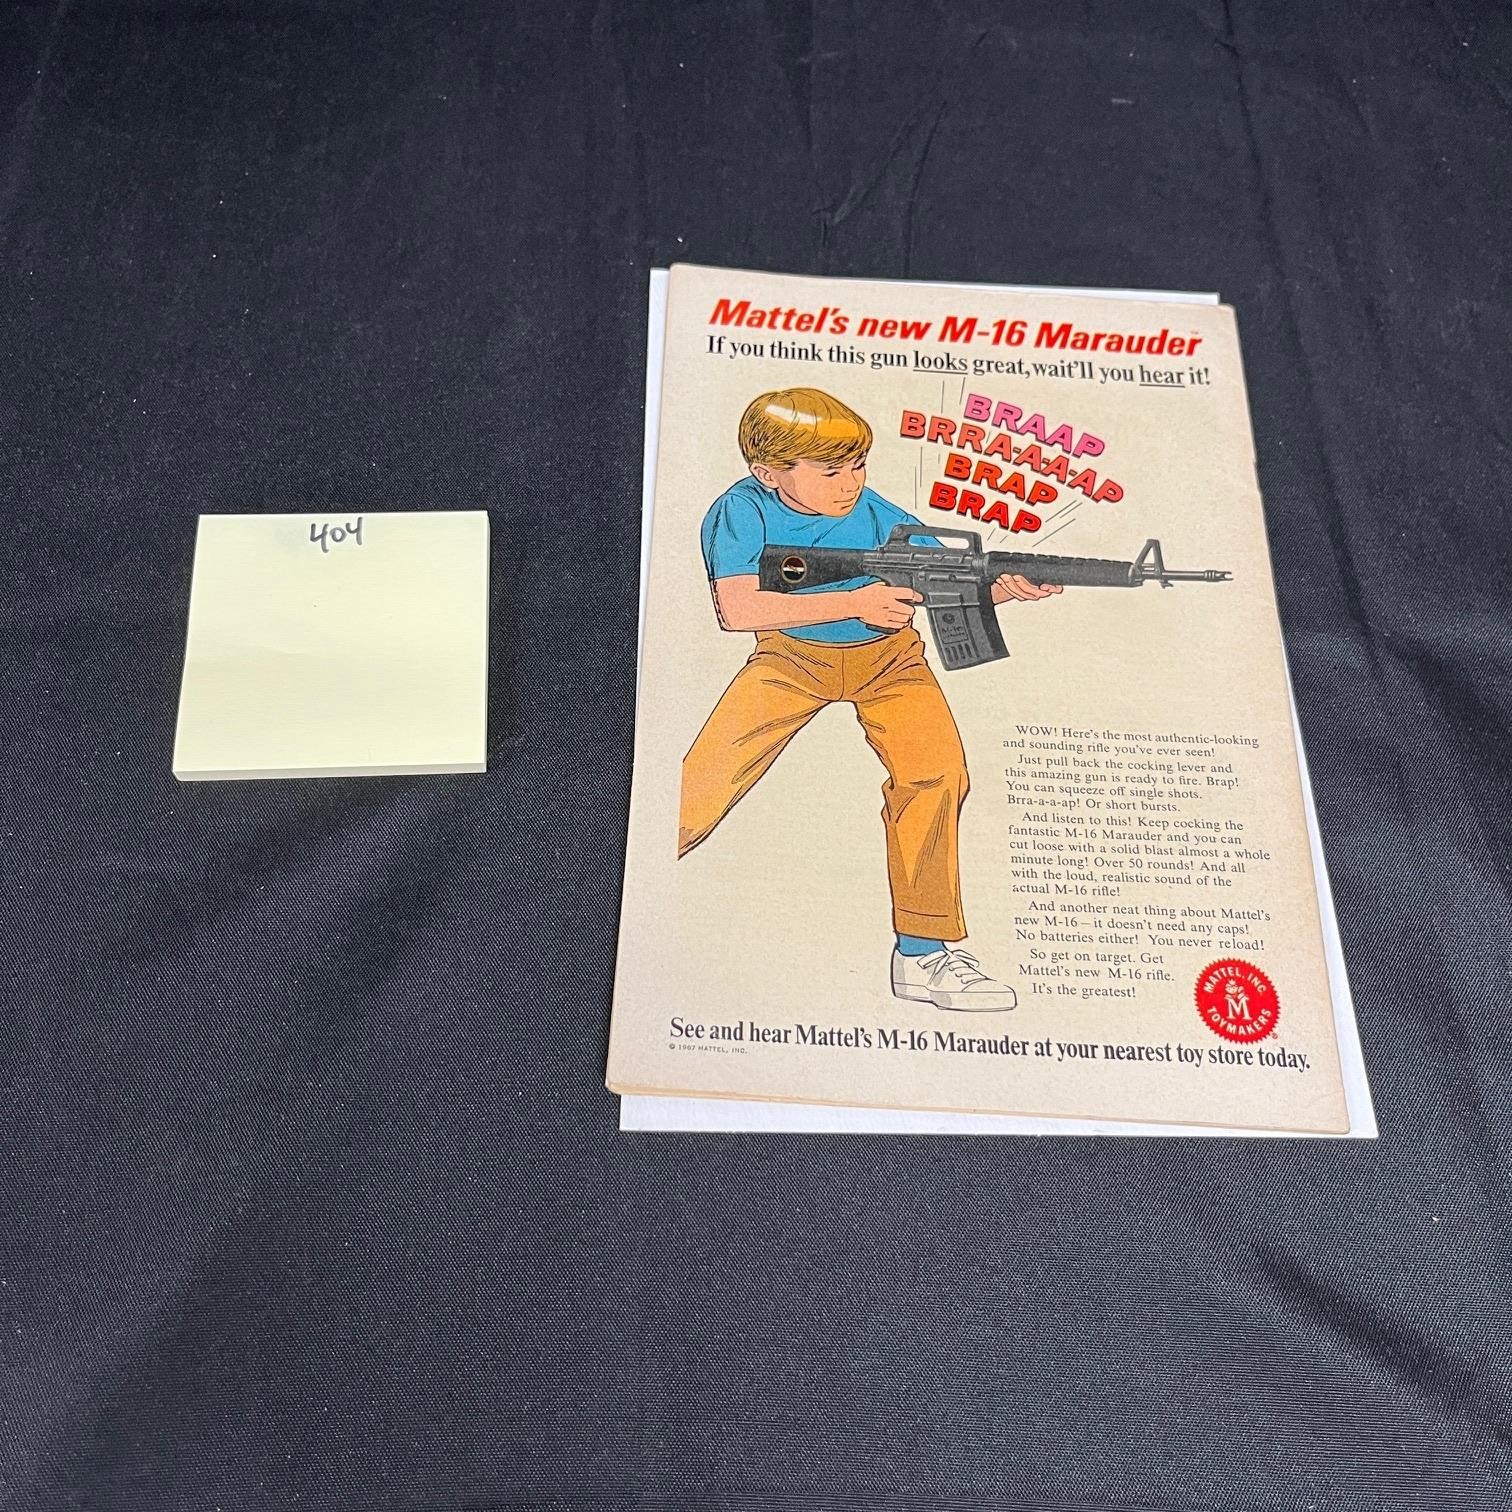 404
Mattel's new M-16 Marauder™
If you think this gun looks great, wait'll you hear it!
BRAAP
BRRA-A-A-AP
BRAP
BRAP
M-16
WOW! Here's the most authentic-looking
and sounding rifle you've ever seen!
Just pull back the cocking lever and
this amazing gun is ready to fire. Brap!
You can squeeze off single shots.
Brra-a-a-ap! Or short bursts.
And listen to this! Keep cocking the
fantastic M-16 Marauder and you can
cut loose with a solid blast almost a whole
minute long! Over 50 rounds! And all
with the loud, realistic sound of the
actual M-16 rifle!
And another neat thing about Mattel's
new M-16 – it doesn't need any caps!
No batteries either! You never reload!
So get on target. Get
Mattel's new M-16 rifle.
It's the greatest!
MATTEL, INC.
M
TOYMAKERS
®
See and hear Mattel's M-16 Marauder at your nearest toy store today.
© 1967 MATTEL, INC.